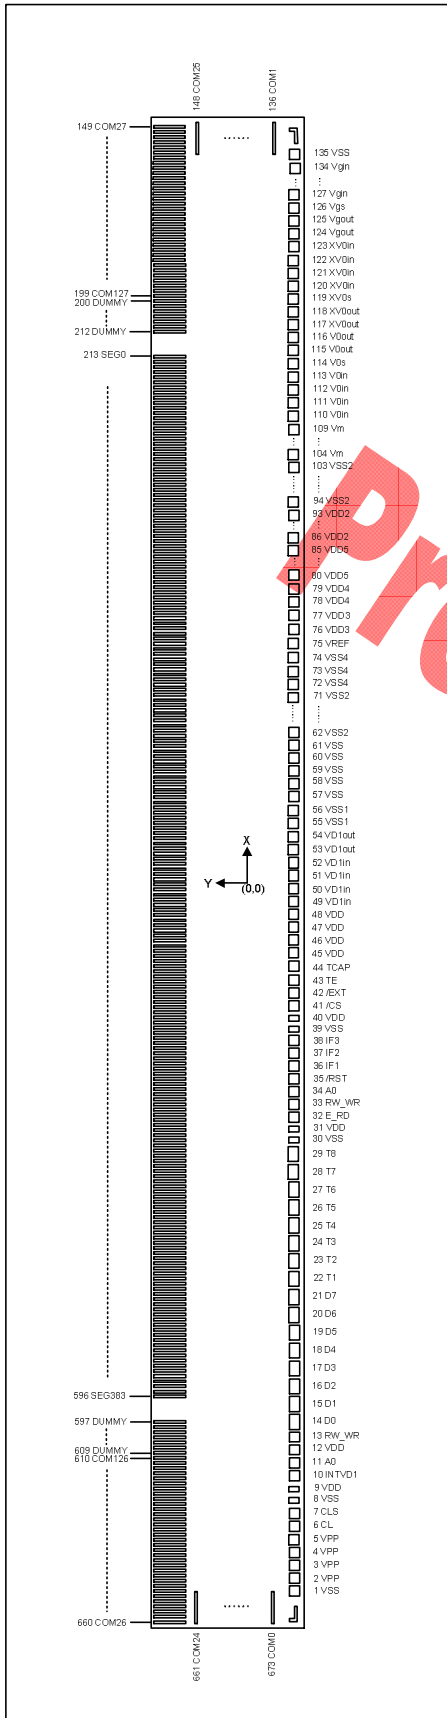 148 COM25
136 COM1
149 COM27
199 COM127
200 DUMMY
212 DUMMY
213 SEG0
596 SEG383
597 DUMMY
609 DUMMY
610 COM126
660 COM26
661 COM24
673 COM0
135 VSS
134 Vgin
127 Vgin
126 Vgs
125 Vgout
124 Vgout
123 XV0in
122 XV0in
121 XV0in
120 XV0in
119 XV0s
118 XV0out
117 XV0out
116 V0out
115 V0out
114 V0s
113 V0in
112 V0in
111 V0in
110 V0in
109 Vm
104 Vm
103 VSS2
94 VSS2
93 VDD2
86 VDD2
85 VDD5
80 VDD5
79 VDD4
78 VDD4
77 VDD3
76 VDD3
75 VREF
74 VSS4
73 VSS4
72 VSS4
71 VSS2
62 VSS2
61 VSS
60 VSS
59 VSS
58 VSS
57 VSS
56 VSS1
55 VSS1
54 VD1out
53 VD1out
52 VD1in
51 VD1in
50 VD1in
49 VD1in
48 VDD
47 VDD
46 VDD
45 VDD
44 TCAP
43 TE
42 /EXT
41 /CS
40 VDD
39 VSS
38 IF3
37 IF2
36 IF1
35 /RST
34 A0
33 RW_WR
32 E_RD
31 VDD
30 VSS
29 T8
28 T7
27 T6
26 T5
25 T4
24 T3
23 T2
22 T1
21 D7
20 D6
19 D5
18 D4
17 D3
16 D2
15 D1
14 D0
13 RW_WR
12 VDD
11 A0
10 INTVD1
9 VDD
8 VSS
7 CLS
6 CL
5 VPP
4 VPP
3 VPP
2 VPP
1 VSS
X
Y
(0,0)
Pr